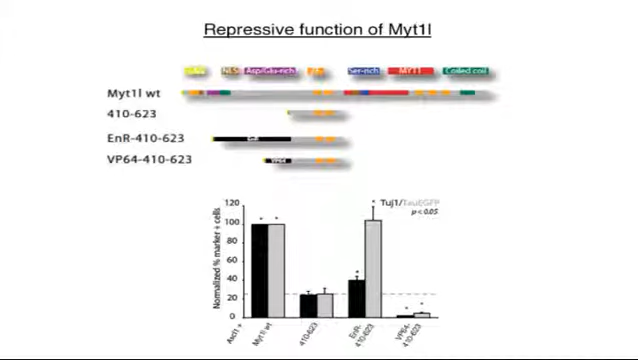 Repressive function of Myt1l
NLS Asp/Glu-rich Ser-rich MYT1 Coiled coil
Myt1l wt
410-623
EnR-410-623
EnR
VP64-410-623
VP64
Tuj1/TauEGFP
p < 0.05
Normalized % marker + cells
120
100
80
60
40
20
0
Ascl1 +
Myt1l wt
410-623
EnR-
410-623
VP64-
410-623